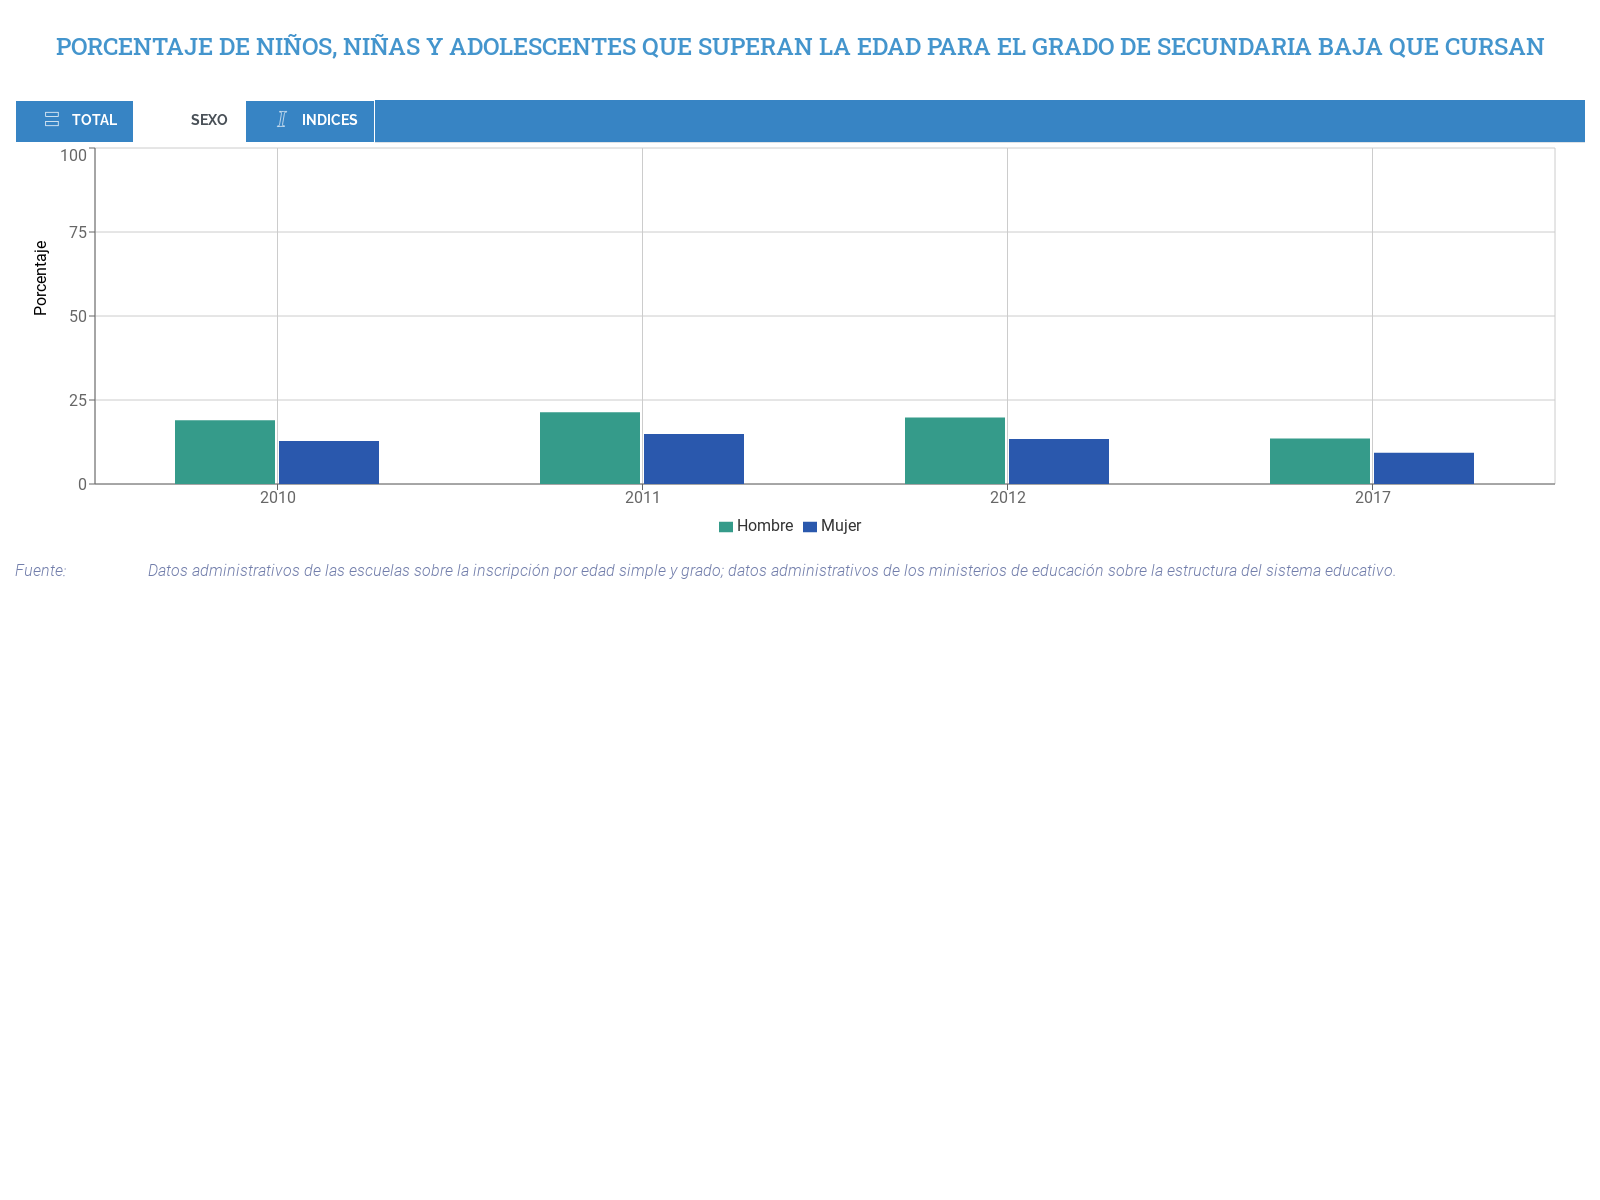 PORCENTAJE DE NIÑOS, NIÑAS Y ADOLESCENTES QUE SUPERAN LA EDAD PARA EL GRADO DE SECUNDARIA BAJA QUE CURSAN
TOTAL SEXO INDICES
100
75
50
25
0
Porcentaje
2010 2011 2012 2017
Hombre Mujer
Fuente: Datos administrativos de las escuelas sobre la inscripción por edad simple y grado; datos administrativos de los ministerios de educación sobre la estructura del sistema educativo.